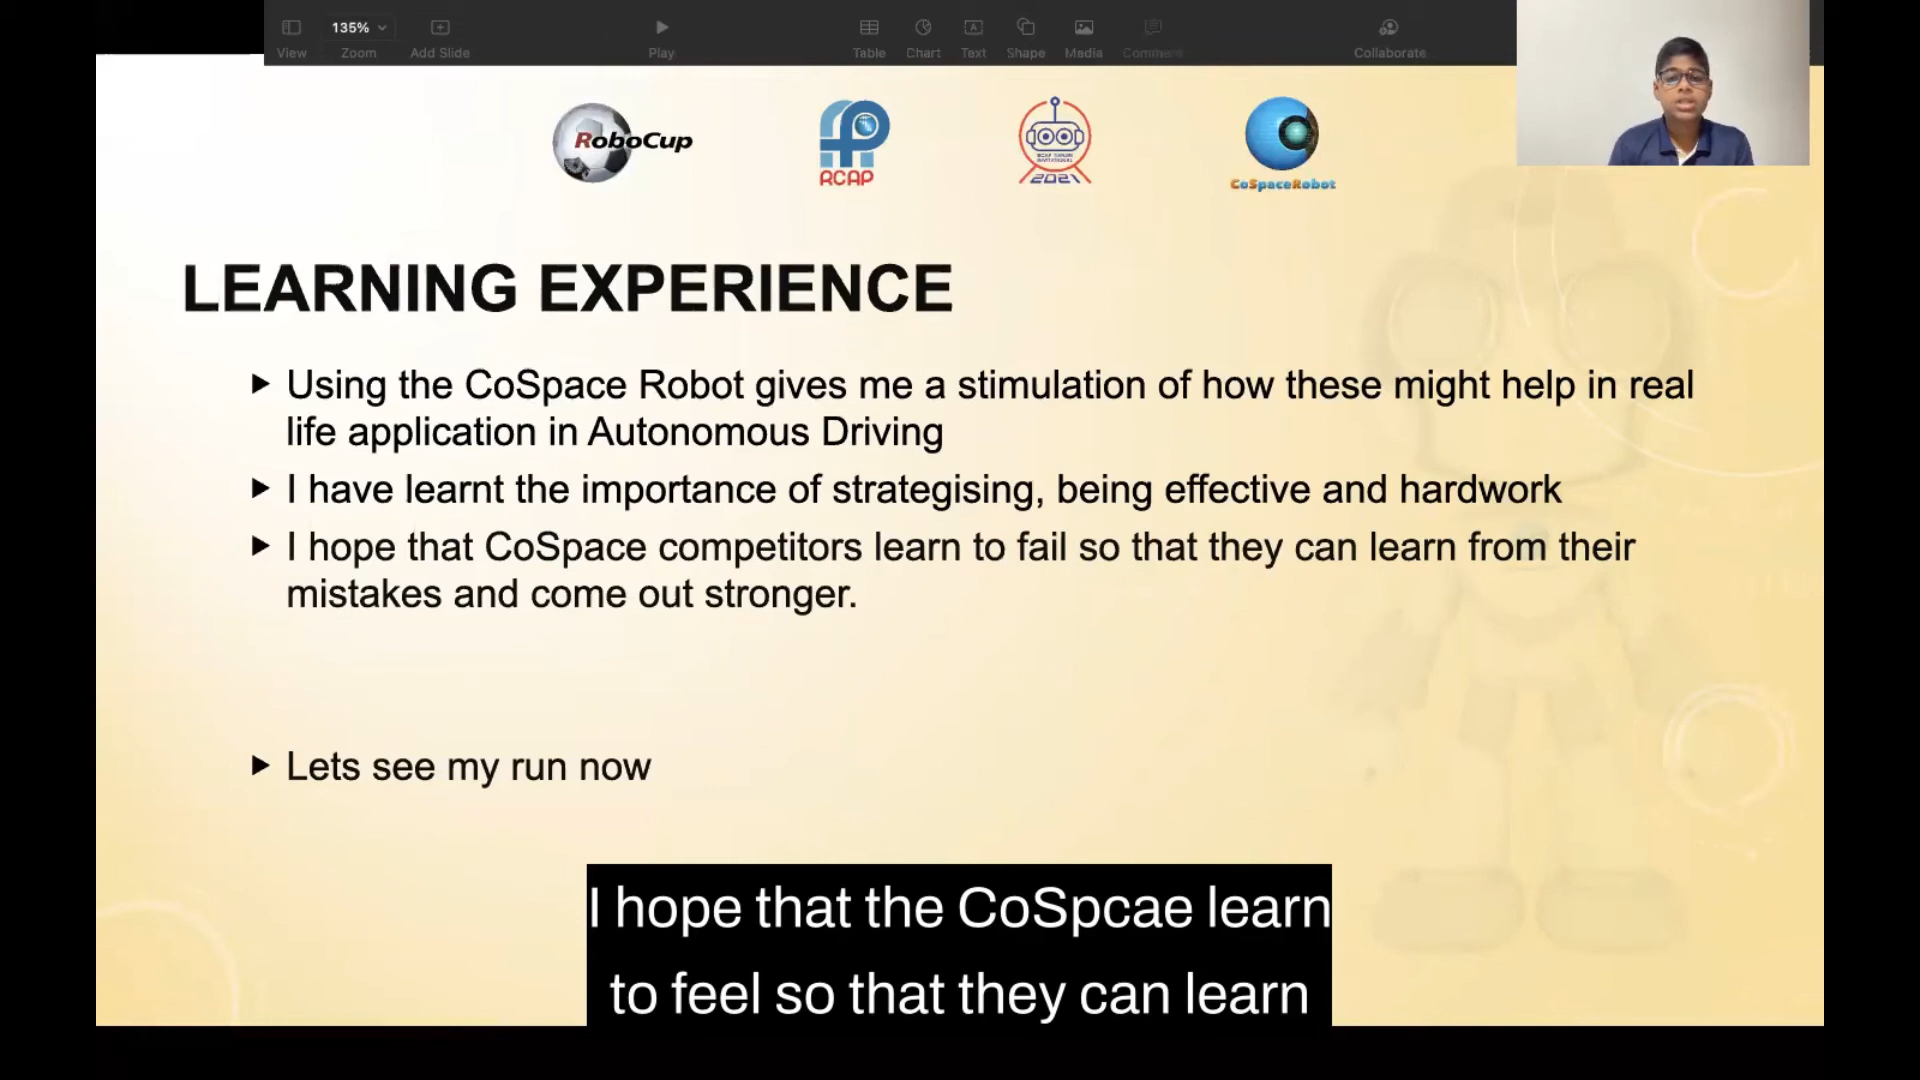 135%
View Zoom Add Slide Play Table Chart Text Shape Media Comment Collaborate
RoboCup
RCAP
2021
CoSpaceRobot
LEARNING EXPERIENCE
Using the CoSpace Robot gives me a stimulation of how these might help in real
life application in Autonomous Driving
I have learnt the importance of strategising, being effective and hardwork
I hope that CoSpace competitors learn to fail so that they can learn from their
mistakes and come out stronger.
Lets see my run now
I hope that the CoSpcae learn
to feel so that they can learn